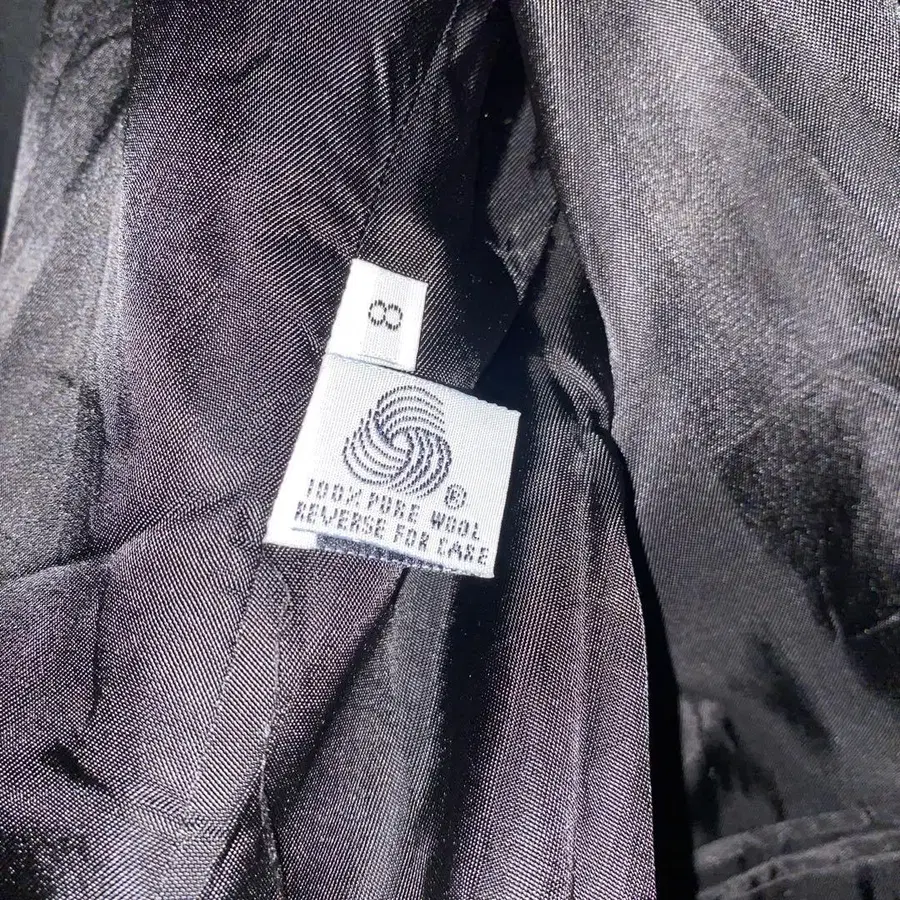 8
®
100% PURE WOOL
REVERSE FOR CARE